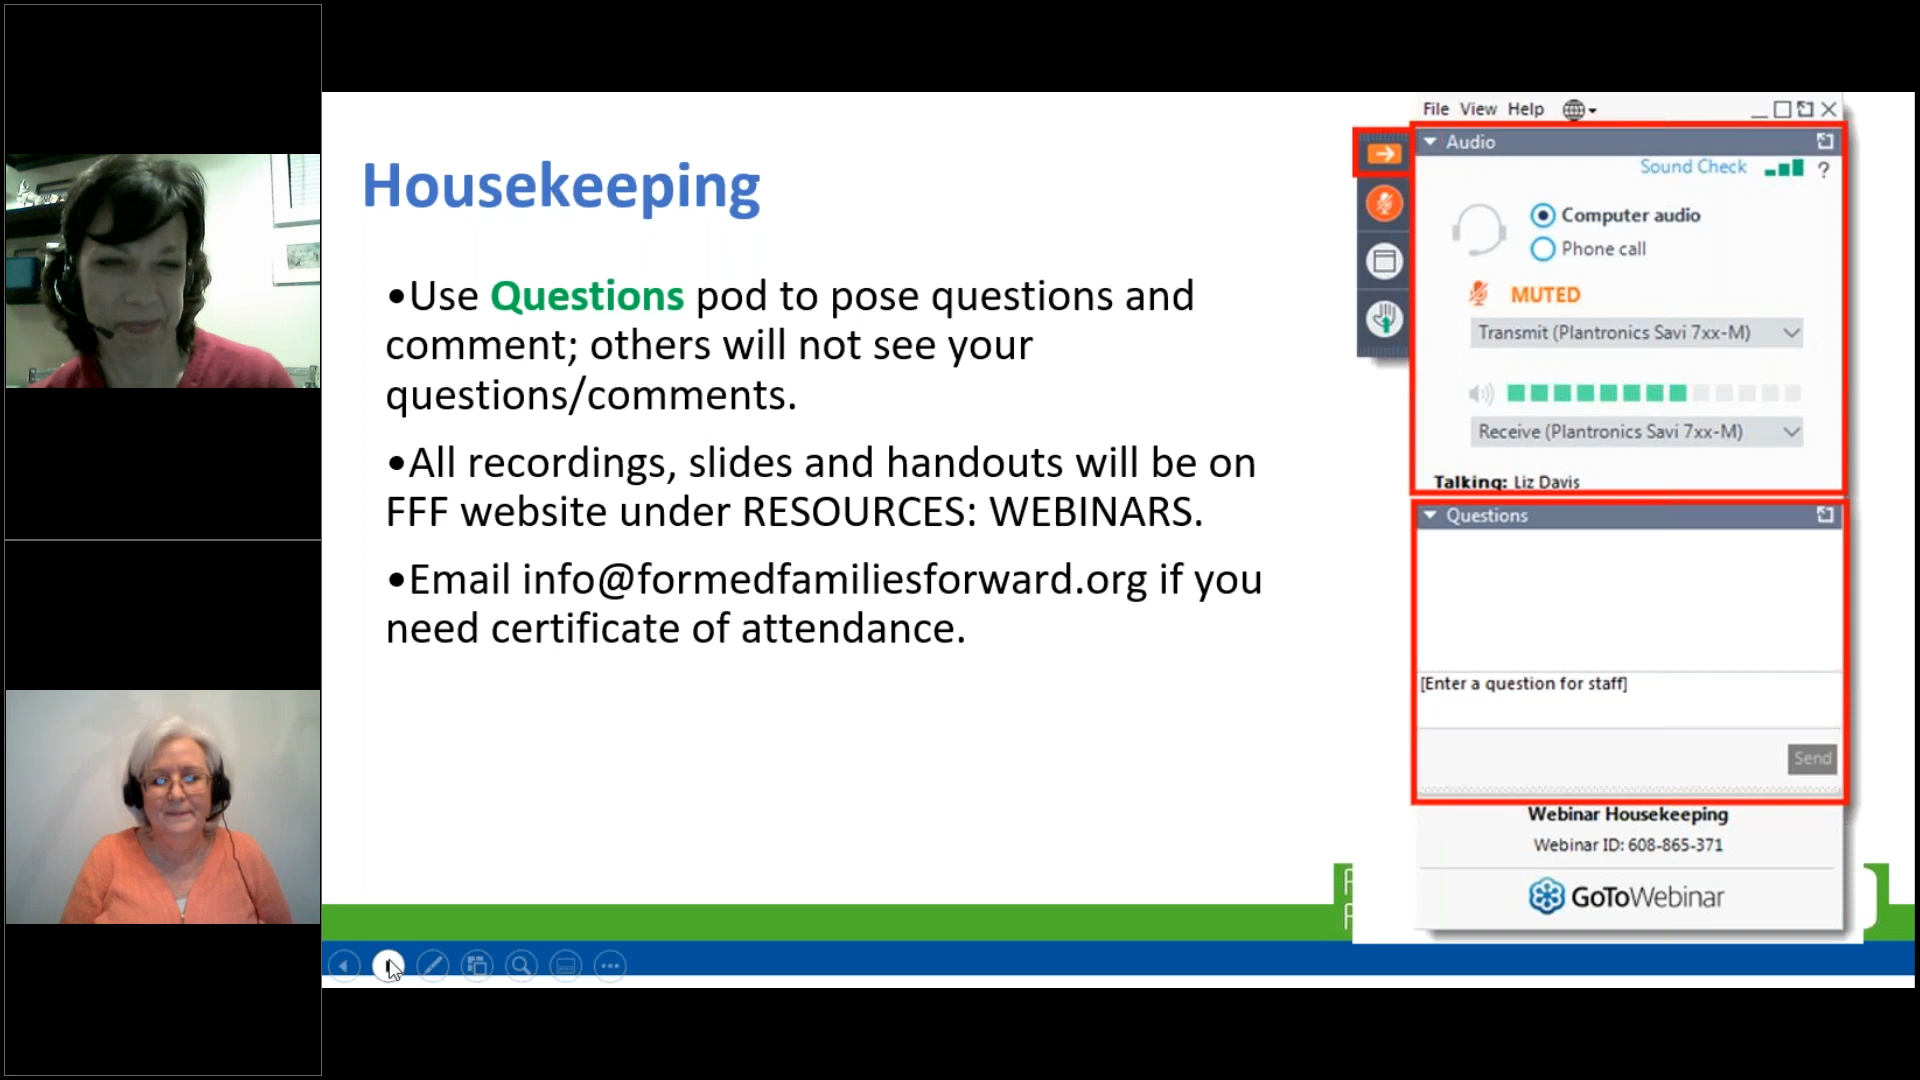 Housekeeping
•Use Questions pod to pose questions and
comment; others will not see your
questions/comments.
•All recordings, slides and handouts will be on
FFF website under RESOURCES: WEBINARS.
•Email info@formedfamiliesforward.org if you
need certificate of attendance.
File View Help
Audio
Sound Check ?
Computer audio
Phone call
MUTED
Transmit (Plantronics Savi 7xx-M)
Receive (Plantronics Savi 7xx-M)
Talking: Liz Davis
Questions
[Enter a question for staff]
Send
Webinar Housekeeping
Webinar ID: 608-865-371
GoToWebinar